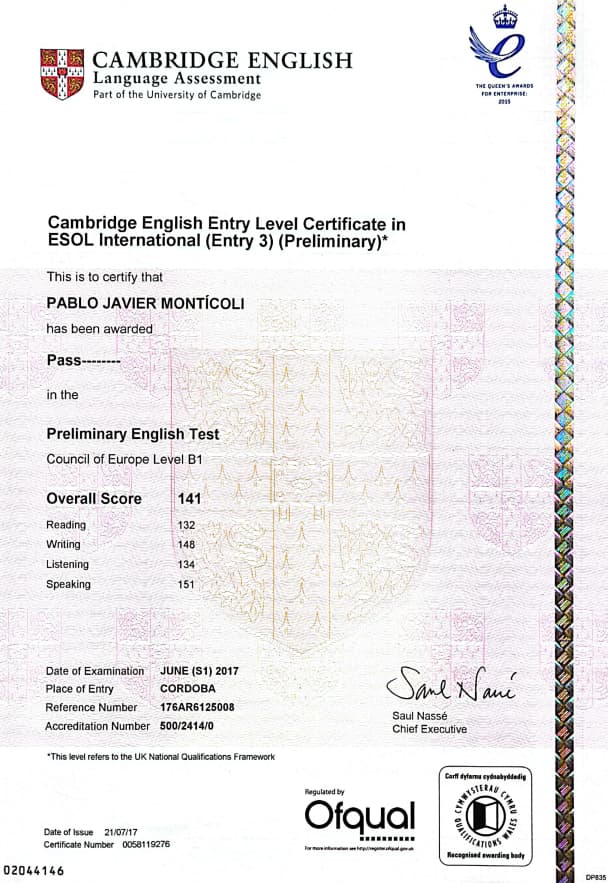 CAMBRIDGE ENGLISH
Language Assessment
Part of the University of Cambridge
THE QUEEN'S AWARDS
FOR ENTERPRISE:
2015
Cambridge English Entry Level Certificate in
ESOL International (Entry 3) (Preliminary)*
This is to certify that
PABLO JAVIER MONTÍCOLI
has been awarded
Pass--------
in the
Preliminary English Test
Council of Europe Level B1
Overall Score 141
Reading 132
Writing 148
Listening 134
Speaking 151
Date of Examination JUNE (S1) 2017
Place of Entry CORDOBA
Reference Number 176AR6125008
Accreditation Number 500/2414/0
Saul Nassé
Saul Nassé
Chief Executive
*This level refers to the UK National Qualifications Framework
Regulated by
Ofqual
For more information see http://register.ofqual.gov.uk
Corff dyfarnu cydnabyddedig
CYMWYSTERAU CYMRU
QUALIFICATIONS WALES
Recognised awarding body
Date of Issue 21/07/17
Certificate Number 0058119276
02044146
DP835